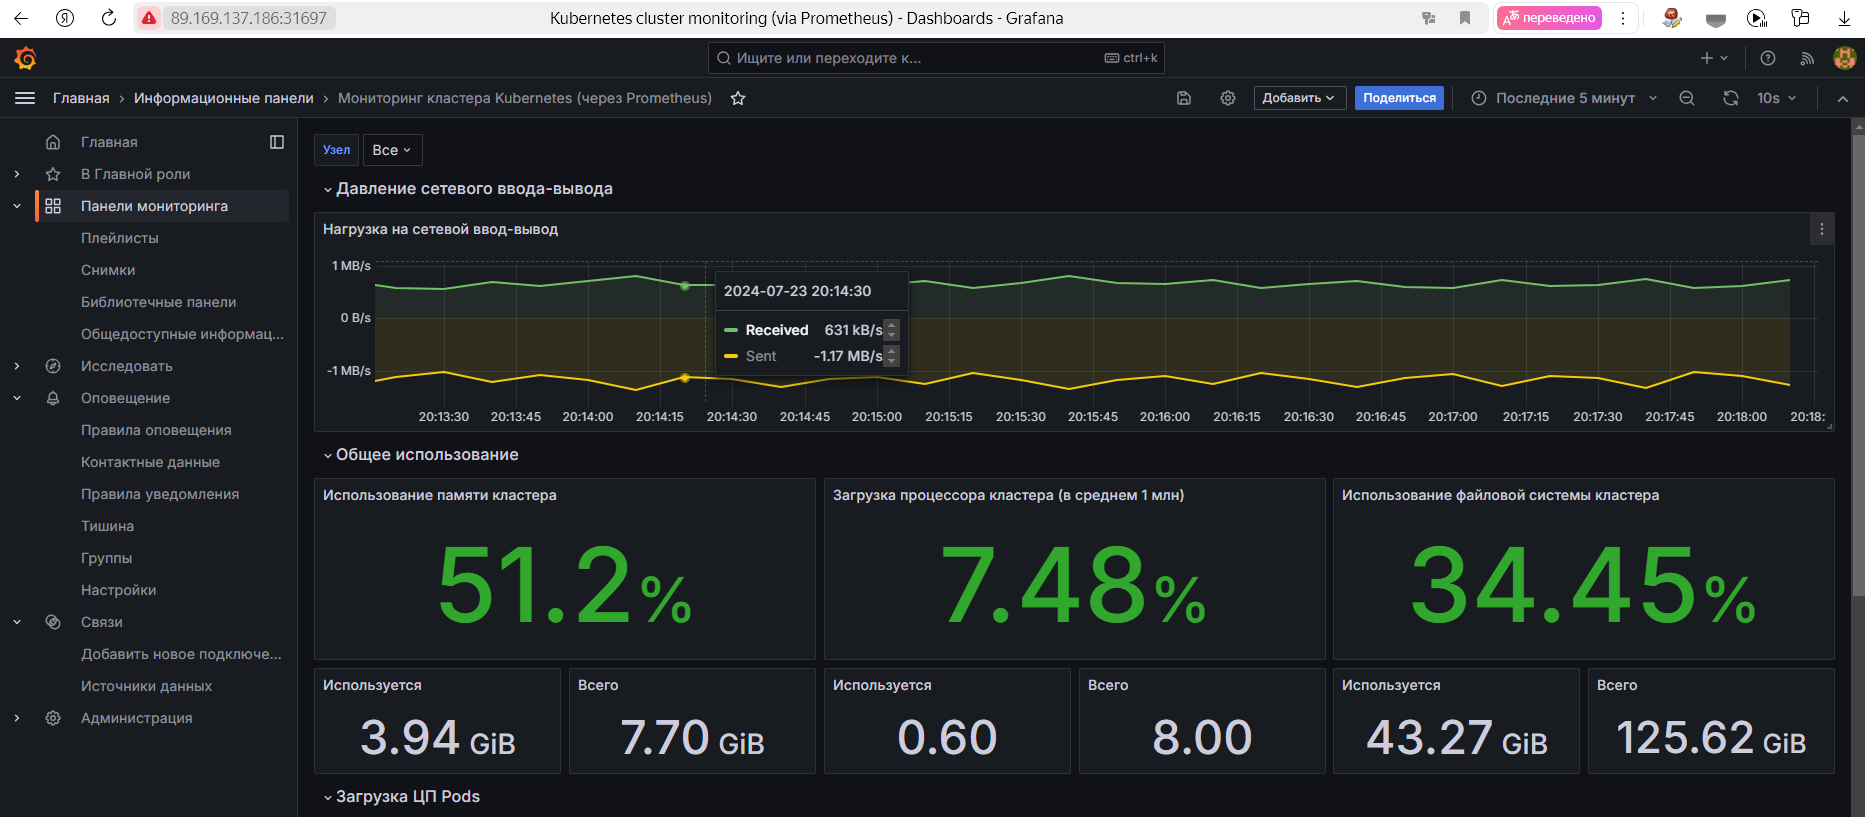 89.169.137.186:31697
Kubernetes cluster monitoring (via Prometheus) - Dashboards - Grafana
переведено
Ищите или переходите к...
ctrl+k
Главная › Информационные панели › Мониторинг кластера Kubernetes (через Prometheus)
Добавить
Поделиться
Последние 5 минут
10s
Главная
В Главной роли
Панели мониторинга
Плейлисты
Снимки
Библиотечные панели
Общедоступные информац...
Исследовать
Оповещение
Правила оповещения
Контактные данные
Правила уведомления
Тишина
Группы
Настройки
Связи
Добавить новое подключе...
Источники данных
Администрация
Узел
Все
Давление сетевого ввода-вывода
Нагрузка на сетевой ввод-вывод
1 MB/s
0 B/s
-1 MB/s
2024-07-23 20:14:30
Received 631 kB/s
Sent -1.17 MB/s
20:13:30 20:13:45 20:14:00 20:14:15 20:14:30 20:14:45 20:15:00 20:15:15 20:15:30 20:15:45 20:16:00 20:16:15 20:16:30 20:16:45 20:17:00 20:17:15 20:17:30 20:17:45 20:18:00 20:18:
Общее использование
Использование памяти кластера
51.2%
Загрузка процессора кластера (в среднем 1 млн)
7.48%
Использование файловой системы кластера
34.45%
Используется
3.94 GiB
Всего
7.70 GiB
Используется
0.60
Всего
8.00
Используется
43.27 GiB
Всего
125.62 GiB
Загрузка ЦП Pods